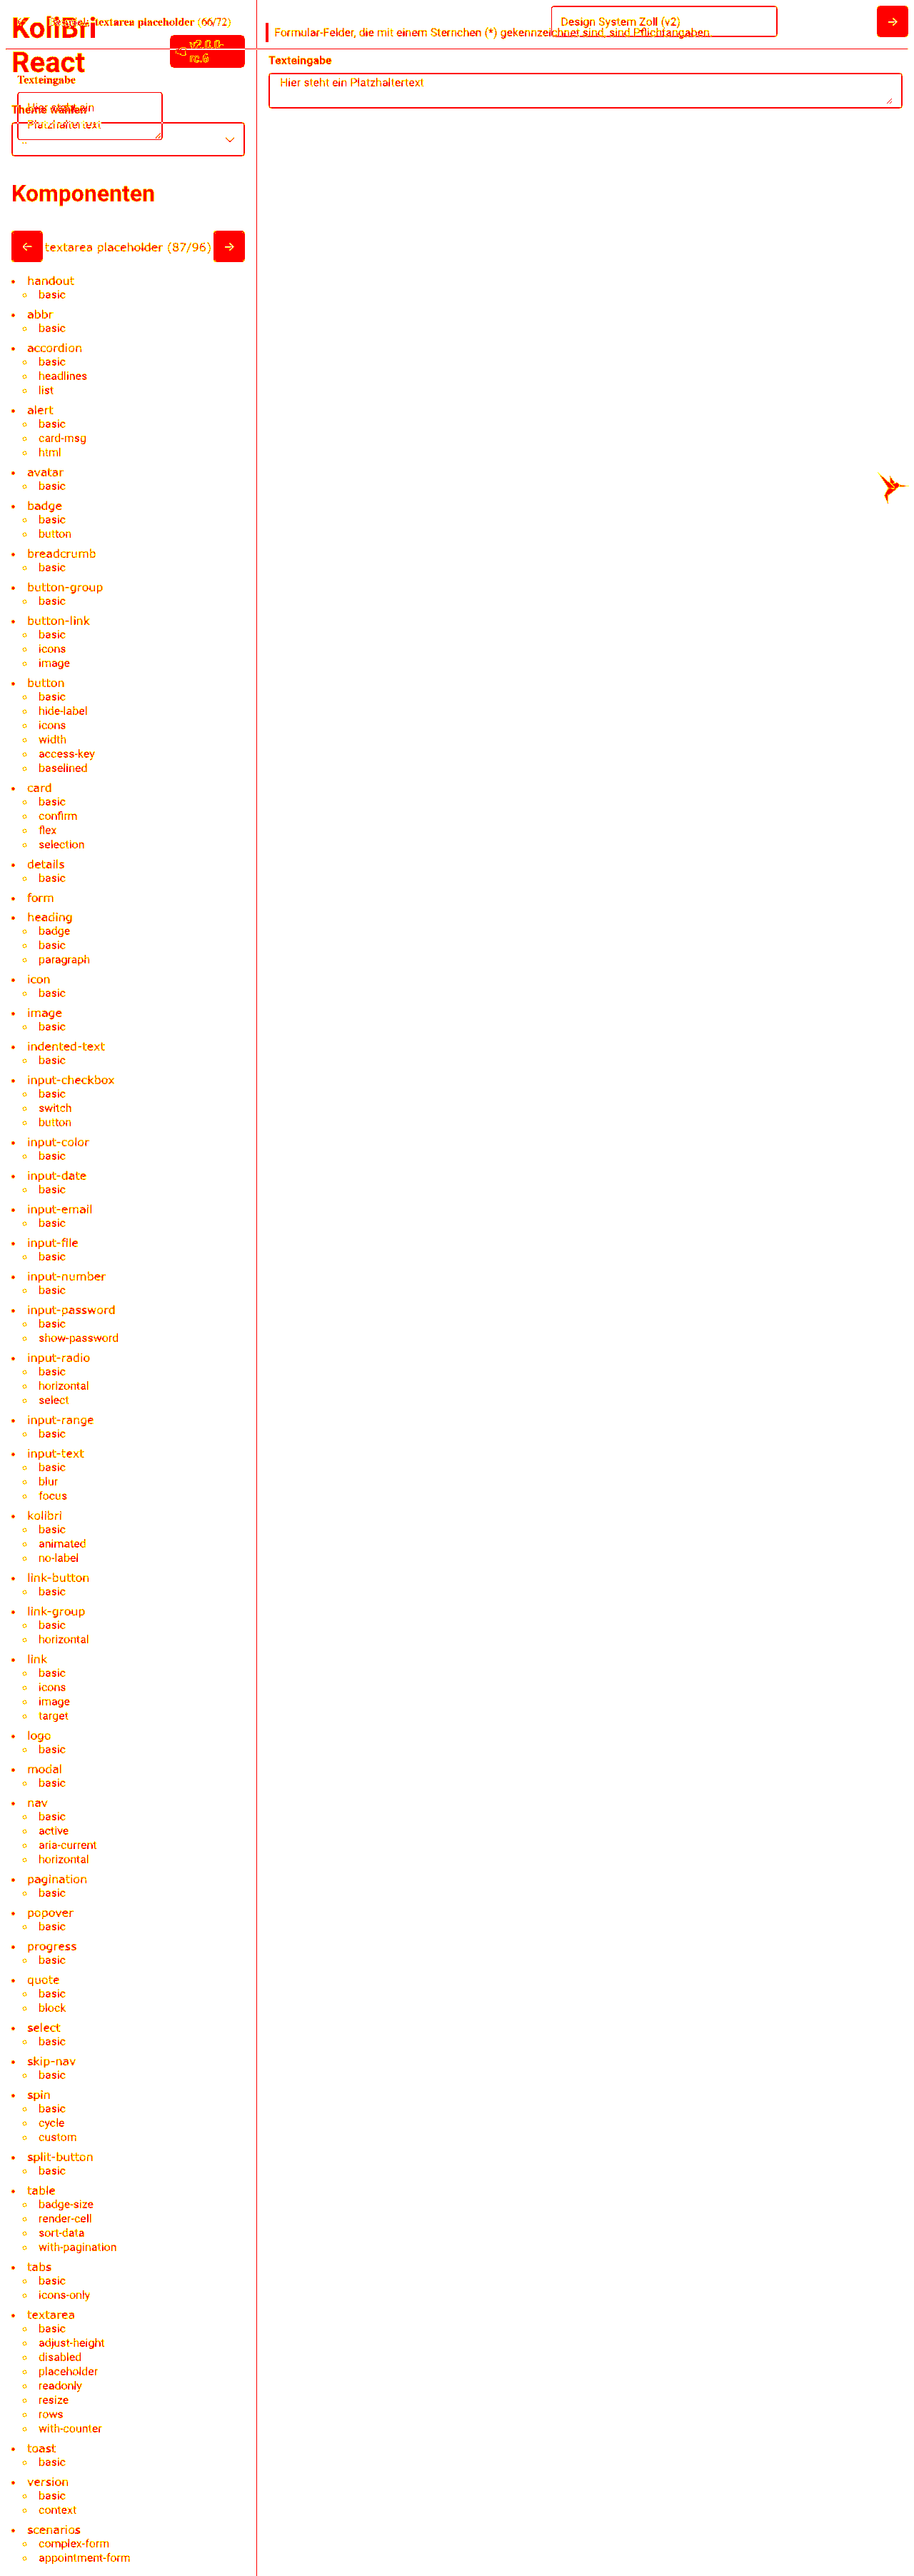 KoliBri
React
textarea placeholder (66/72)
Design System Zoll (v2)
Formular-Felder, die mit einem Sternchen (*) gekennzeichnet sind, sind Pflichtangaben.
v2.0.0-
rc.6
Texteingabe
Texteingabe
Hier steht ein Platzhaltertext
Hier steht ein
Platzhaltertext
Theme wählen
Komponenten
textarea placeholder (87/96)
handout
basic
abbr
basic
accordion
basic
headlines
list
alert
basic
card-msg
html
avatar
basic
badge
basic
button
breadcrumb
basic
button-group
basic
button-link
basic
icons
image
button
basic
hide-label
icons
width
access-key
baselined
card
basic
confirm
flex
selection
details
basic
form
heading
badge
basic
paragraph
icon
basic
image
basic
indented-text
basic
input-checkbox
basic
switch
button
input-color
basic
input-date
basic
input-email
basic
input-file
basic
input-number
basic
input-password
basic
show-password
input-radio
basic
horizontal
select
input-range
basic
input-text
basic
blur
focus
kolibri
basic
animated
no-label
link-button
basic
link-group
basic
horizontal
link
basic
icons
image
target
logo
basic
modal
basic
nav
basic
active
aria-current
horizontal
pagination
basic
popover
basic
progress
basic
quote
basic
block
select
basic
skip-nav
basic
spin
basic
cycle
custom
split-button
basic
table
badge-size
render-cell
sort-data
with-pagination
tabs
basic
icons-only
textarea
basic
adjust-height
disabled
placeholder
readonly
resize
rows
with-counter
toast
basic
version
basic
context
scenarios
complex-form
appointment-form